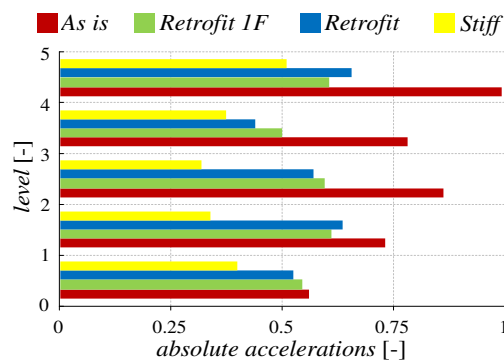 As is Retrofit 1F Retrofit Stiff
5
4
3
2
1
0
level [-]
0 0.25 0.5 0.75 1
absolute accelerations [-]